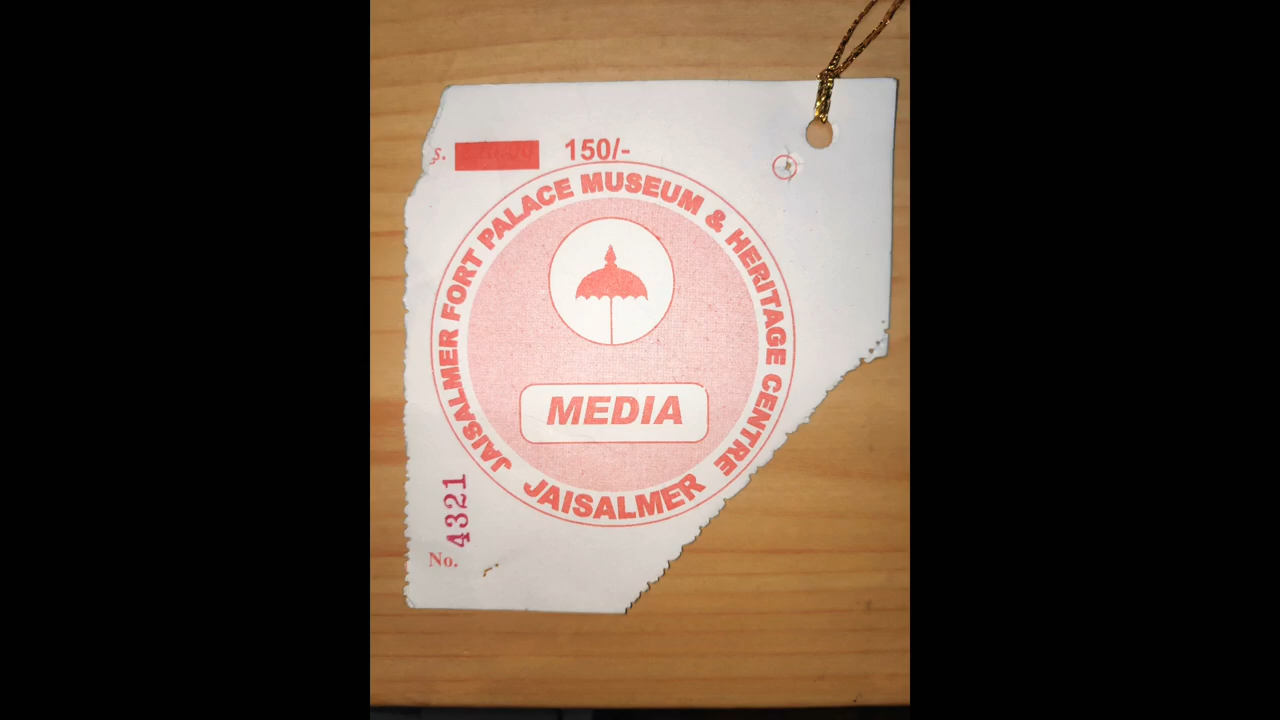 s. 150/-
JAISALMER FORT PALACE MUSEUM & HERITAGE CENTRE
MEDIA
JAISALMER
No. 4321